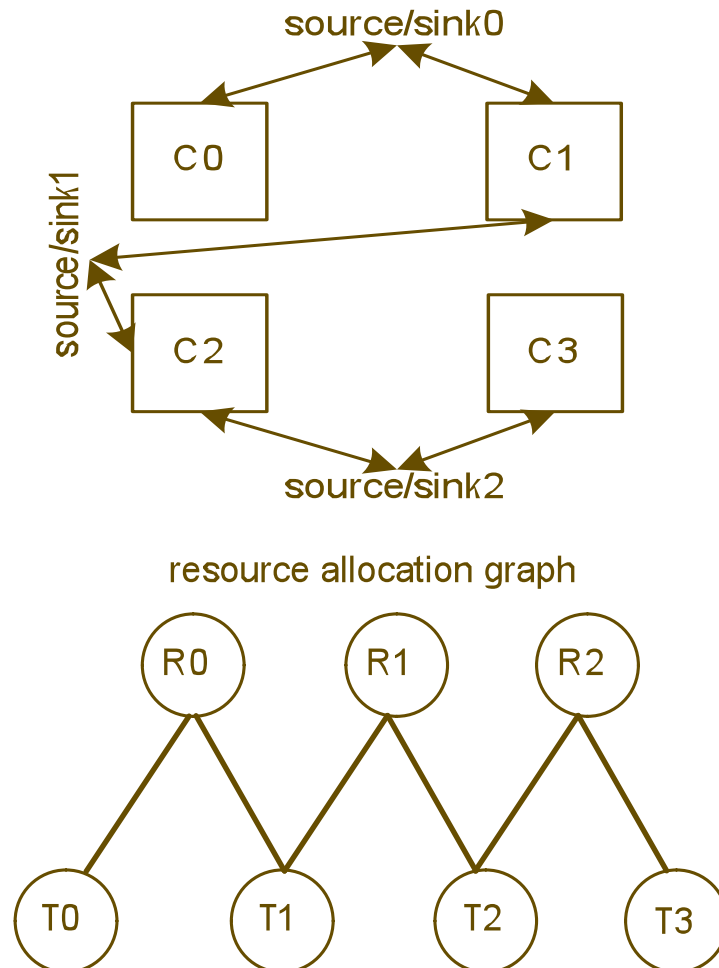 source/sink0
C0
C1
source/sink1
C2
C3
source/sink2
resource allocation graph
R0
R1
R2
T0
T1
T2
T3